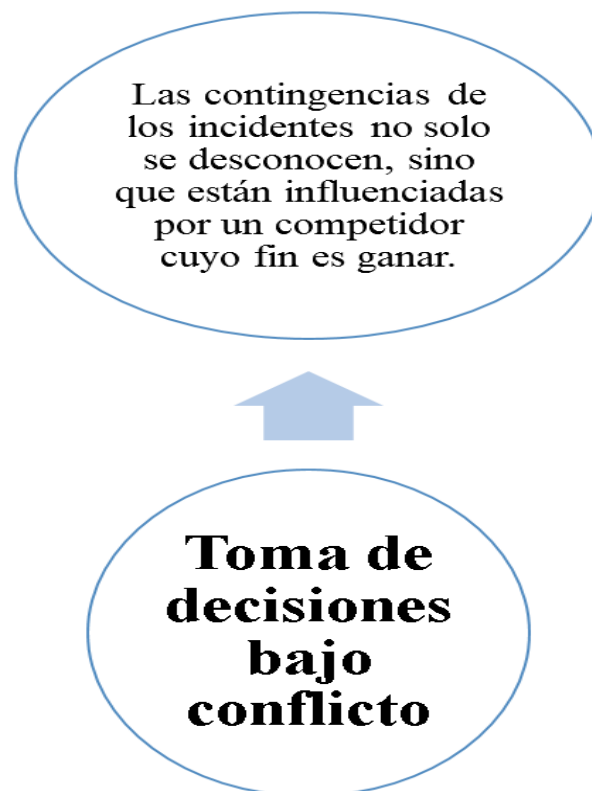 Las contingencias de
los incidentes no solo
se desconocen, sino
que están influenciadas
por un competidor
cuyo fin es ganar.
Toma de
decisiones
bajo
conflicto